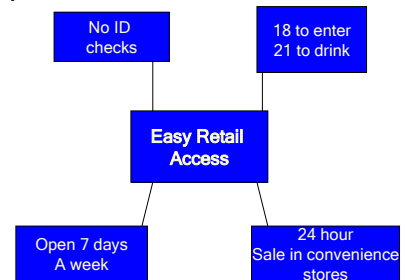 No ID
checks
18 to enter
21 to drink
Easy Retail
Access
Open 7 days
A week
24 hour
Sale in convenience
stores